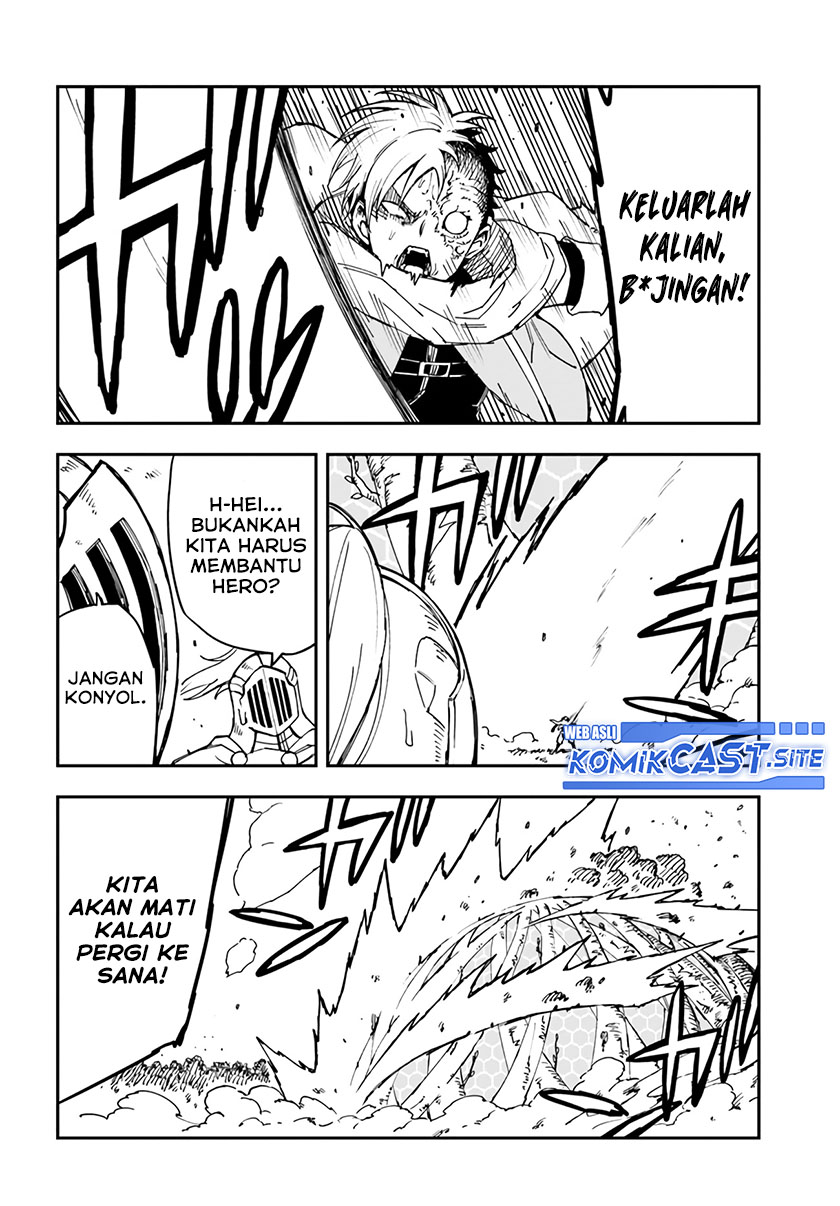 KELUARLAH
KALIAN,
B*JINGAN!
H-HEI...
BUKANKAH
KITA HARUS
MEMBANTU
HERO?
JANGAN
KONYOL.
WEB ASLI
KOMIKCAST.SITE
KITA
AKAN MATI
KALAU
PERGI KE
SANA!